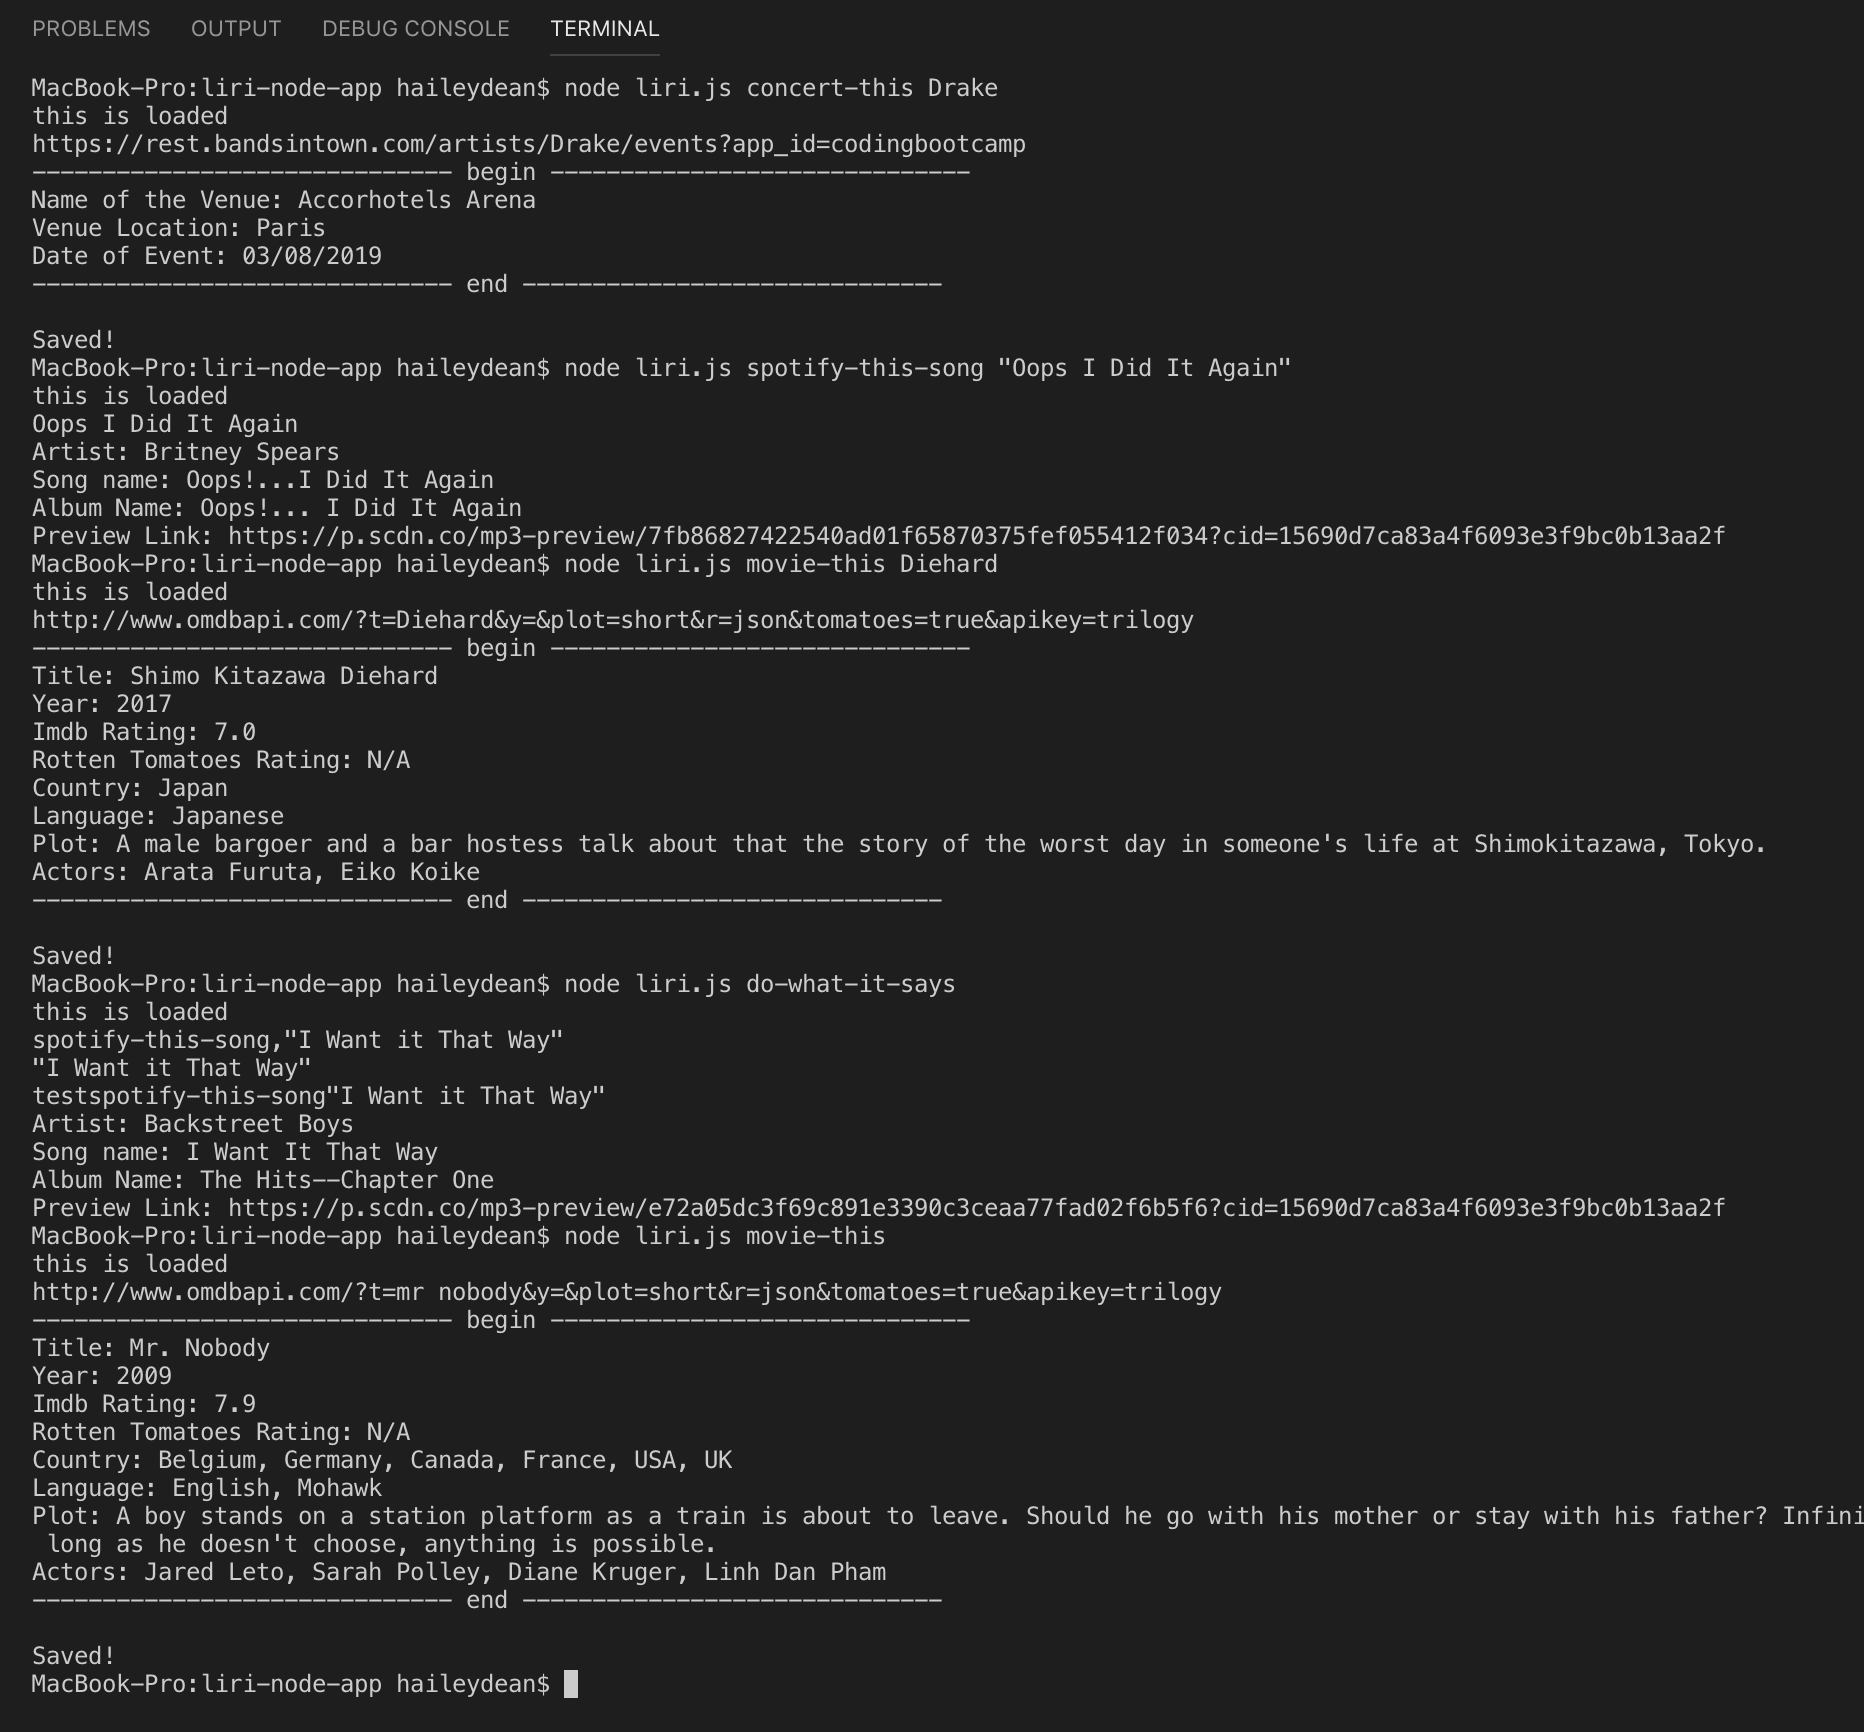 PROBLEMS OUTPUT DEBUG CONSOLE TERMINAL
MacBook-Pro:liri-node-app haileydean$ node liri.js concert-this Drake
this is loaded
https://rest.bandsintown.com/artists/Drake/events?app_id=codingbootcamp
------------------------------ begin ------------------------------
Name of the Venue: Accorhotels Arena
Venue Location: Paris
Date of Event: 03/08/2019
------------------------------ end ------------------------------

Saved!
MacBook-Pro:liri-node-app haileydean$ node liri.js spotify-this-song "Oops I Did It Again"
this is loaded
Oops I Did It Again
Artist: Britney Spears
Song name: Oops!...I Did It Again
Album Name: Oops!... I Did It Again
Preview Link: https://p.scdn.co/mp3-preview/7fb86827422540ad01f65870375fef055412f034?cid=15690d7ca83a4f6093e3f9bc0b13aa2f
MacBook-Pro:liri-node-app haileydean$ node liri.js movie-this Diehard
this is loaded
http://www.omdbapi.com/?t=Diehard&y=&plot=short&r=json&tomatoes=true&apikey=trilogy
------------------------------ begin ------------------------------
Title: Shimo Kitazawa Diehard
Year: 2017
Imdb Rating: 7.0
Rotten Tomatoes Rating: N/A
Country: Japan
Language: Japanese
Plot: A male bargoer and a bar hostess talk about that the story of the worst day in someone's life at Shimokitazawa, Tokyo.
Actors: Arata Furuta, Eiko Koike
------------------------------ end ------------------------------

Saved!
MacBook-Pro:liri-node-app haileydean$ node liri.js do-what-it-says
this is loaded
spotify-this-song,"I Want it That Way"
"I Want it That Way"
testspotify-this-song"I Want it That Way"
Artist: Backstreet Boys
Song name: I Want It That Way
Album Name: The Hits--Chapter One
Preview Link: https://p.scdn.co/mp3-preview/e72a05dc3f69c891e3390c3ceaa77fad02f6b5f6?cid=15690d7ca83a4f6093e3f9bc0b13aa2f
MacBook-Pro:liri-node-app haileydean$ node liri.js movie-this
this is loaded
http://www.omdbapi.com/?t=mr nobody&y=&plot=short&r=json&tomatoes=true&apikey=trilogy
------------------------------ begin ------------------------------
Title: Mr. Nobody
Year: 2009
Imdb Rating: 7.9
Rotten Tomatoes Rating: N/A
Country: Belgium, Germany, Canada, France, USA, UK
Language: English, Mohawk
Plot: A boy stands on a station platform as a train is about to leave. Should he go with his mother or stay with his father? Infini
long as he doesn't choose, anything is possible.
Actors: Jared Leto, Sarah Polley, Diane Kruger, Linh Dan Pham
------------------------------ end ------------------------------

Saved!
MacBook-Pro:liri-node-app haileydean$